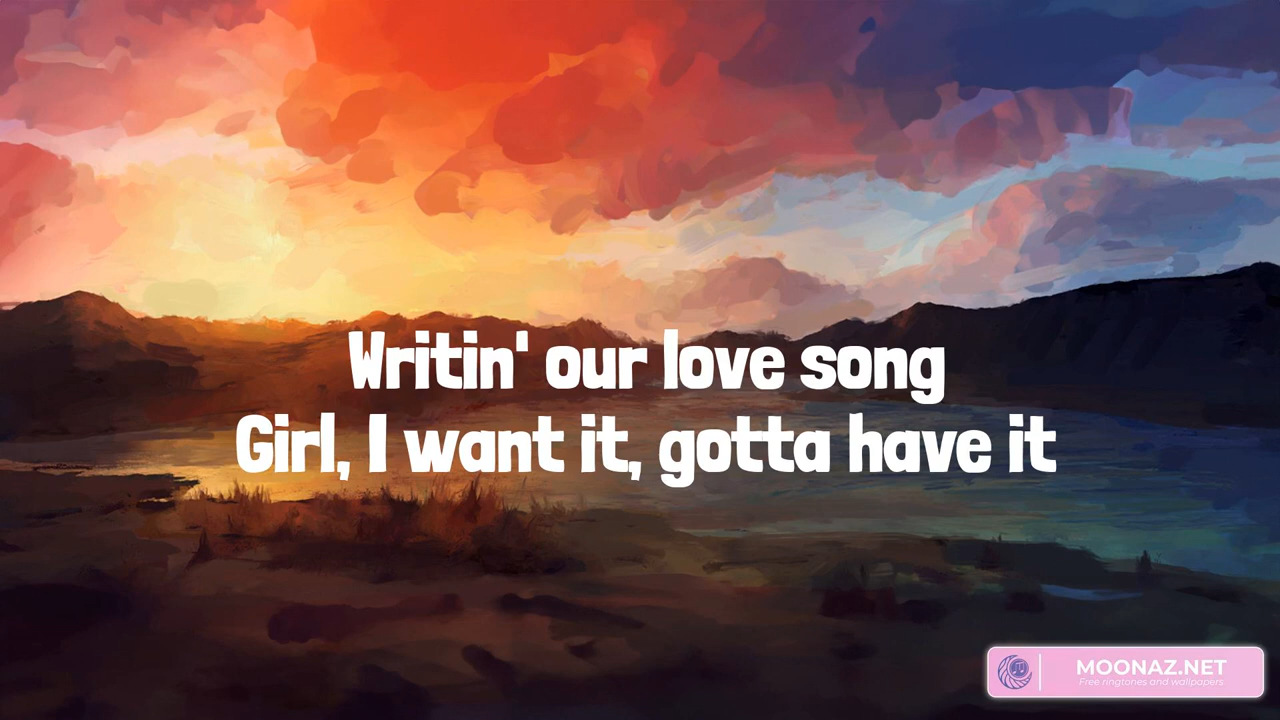 Writin' our love song
Girl, I want it, gotta have it
MOONAZ.NET
Free ringtones and wallpapers